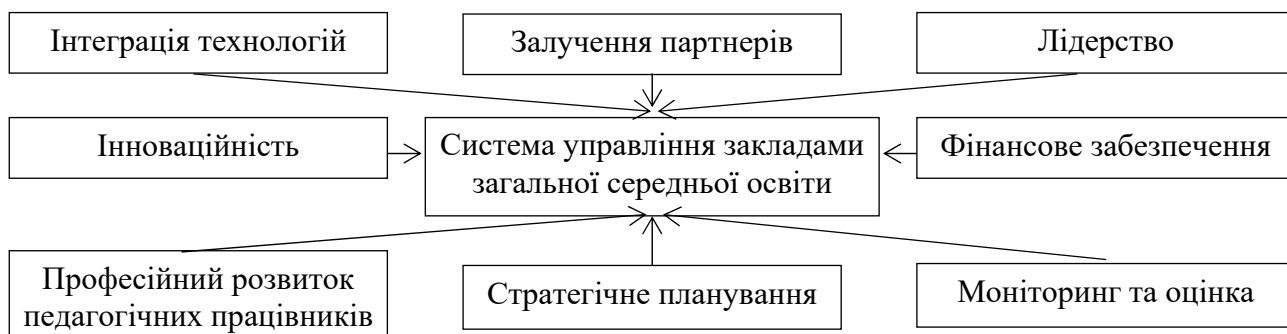 Інтеграція технологій
Залучення партнерів
Лідерство
Інноваційність
Система управління закладами
загальної середньої освіти
Фінансове забезпечення
Професійний розвиток
педагогічних працівників
Стратегічне планування
Моніторинг та оцінка